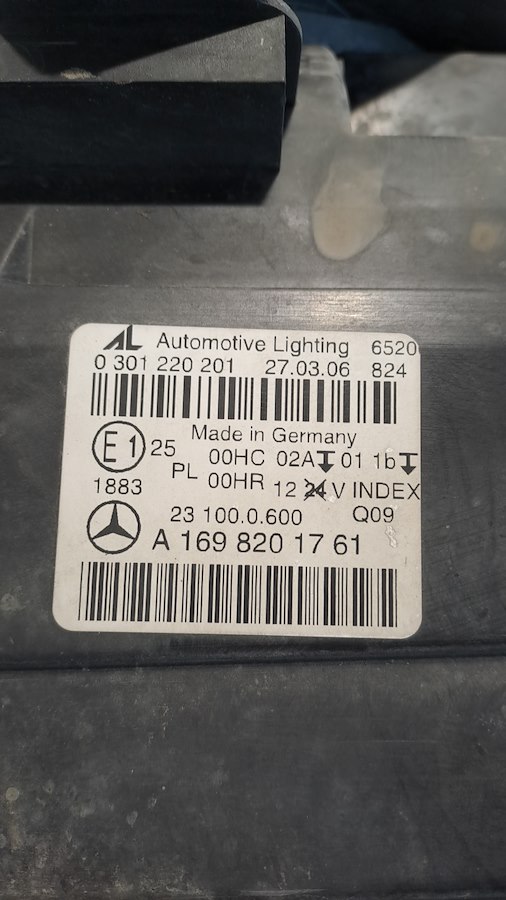 AL Automotive Lighting 6520
0 301 220 201 27.03.06 824
Made in Germany
E1 25 00HC 02A 01 1b
PL 00HR 12 24 V INDEX
1883
23 100.0.600 Q09
A 169 820 17 61